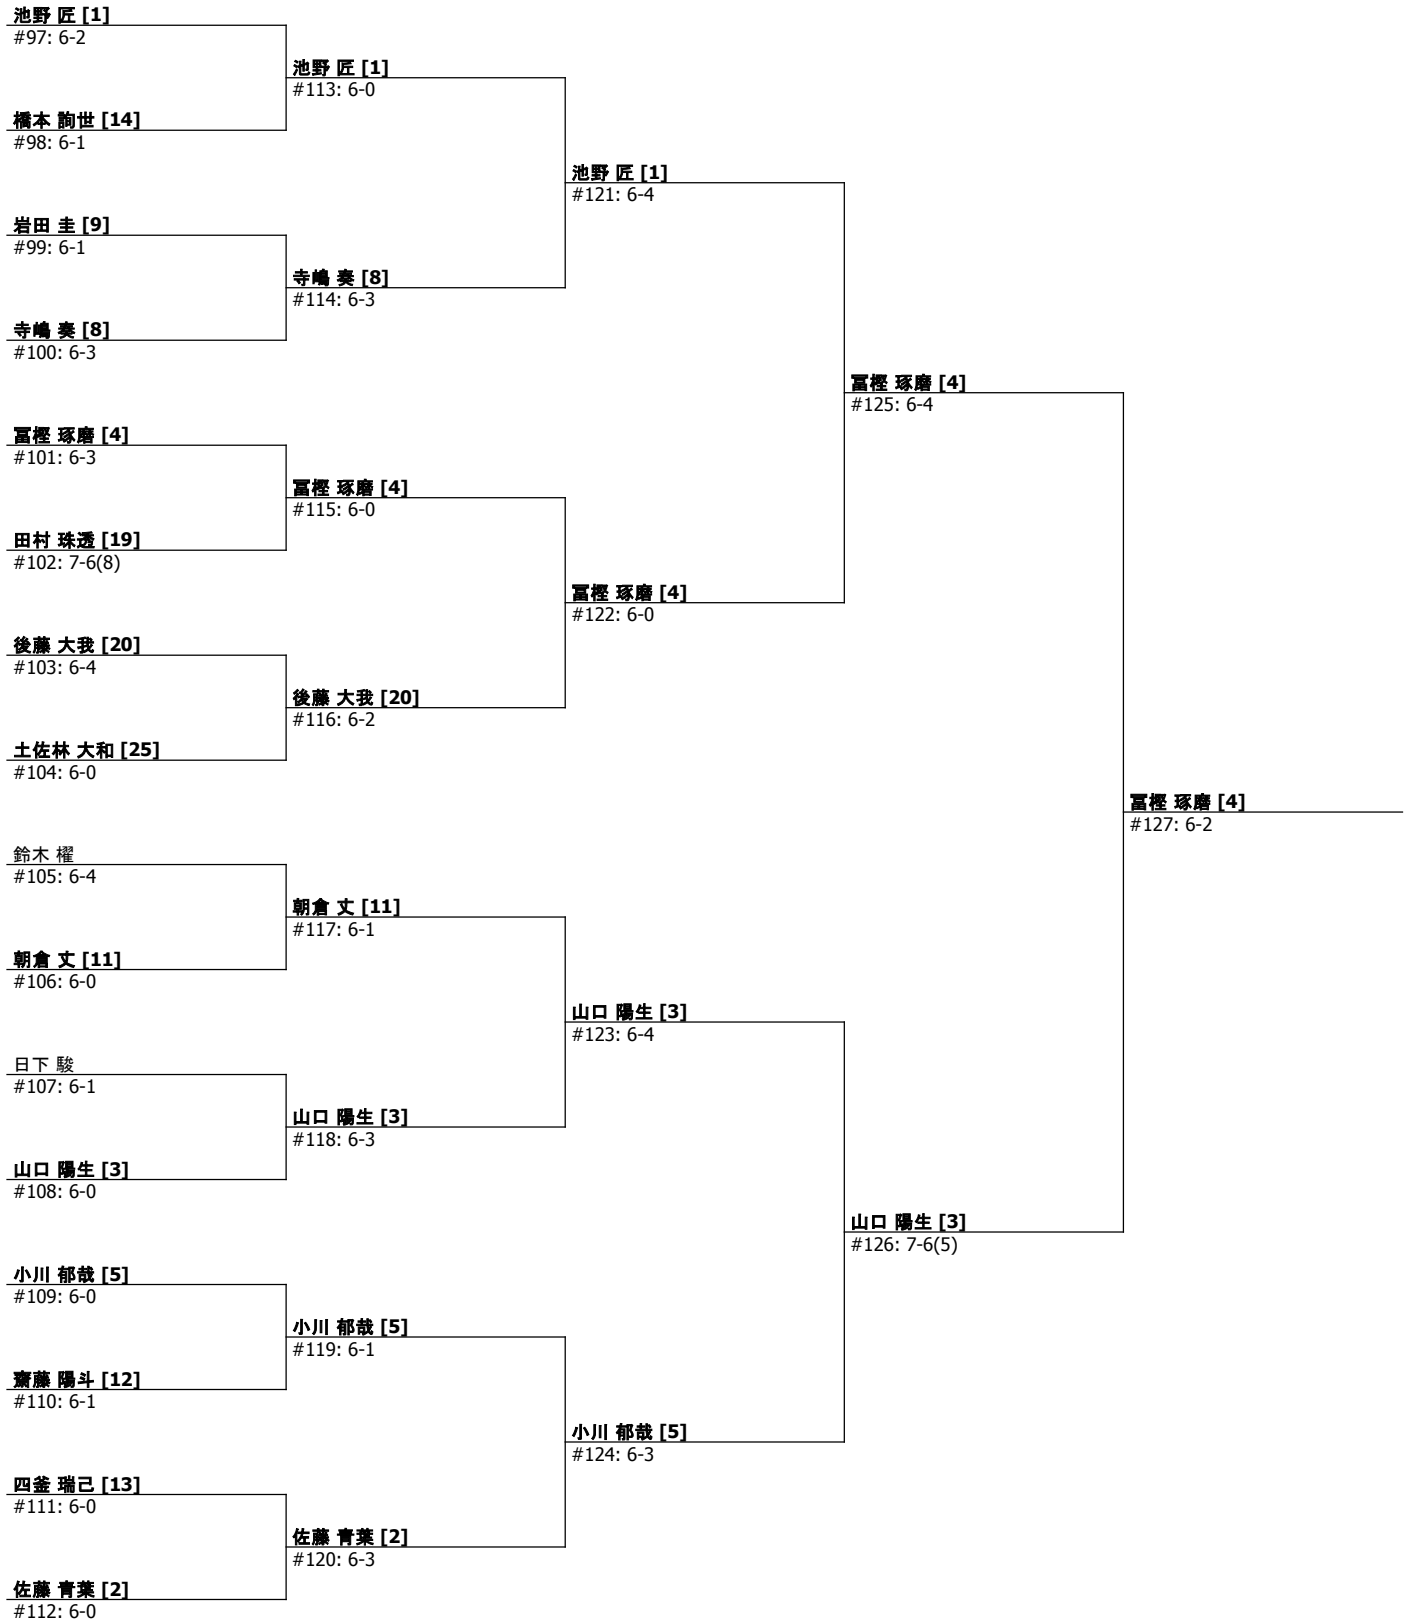 池野 匠 [1]
#97: 6-2
池野 匠 [1]
#113: 6-0
橋本 詢世 [14]
#98: 6-1
池野 匠 [1]
#121: 6-4
岩田 圭 [9]
#99: 6-1
寺嶋 奏 [8]
#114: 6-3
寺嶋 奏 [8]
#100: 6-3
冨樫 琢磨 [4]
#125: 6-4
冨樫 琢磨 [4]
#101: 6-3
冨樫 琢磨 [4]
#115: 6-0
田村 珠透 [19]
#102: 7-6(8)
冨樫 琢磨 [4]
#122: 6-0
後藤 大我 [20]
#103: 6-4
後藤 大我 [20]
#116: 6-2
土佐林 大和 [25]
#104: 6-0
冨樫 琢磨 [4]
#127: 6-2
鈴木 櫂
#105: 6-4
朝倉 丈 [11]
#117: 6-1
朝倉 丈 [11]
#106: 6-0
山口 陽生 [3]
#123: 6-4
日下 駿
#107: 6-1
山口 陽生 [3]
#118: 6-3
山口 陽生 [3]
#108: 6-0
山口 陽生 [3]
#126: 7-6(5)
小川 郁哉 [5]
#109: 6-0
小川 郁哉 [5]
#119: 6-1
齋藤 陽斗 [12]
#110: 6-1
小川 郁哉 [5]
#124: 6-3
四釜 瑞己 [13]
#111: 6-0
佐藤 青葉 [2]
#120: 6-3
佐藤 青葉 [2]
#112: 6-0